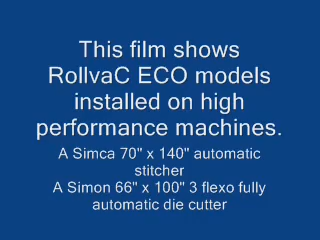 This film shows
RollvaC ECO models
installed on high
performance machines.
A Simca 70" x 140" automatic
stitcher
A Simon 66" x 100" 3 flexo fully
automatic die cutter